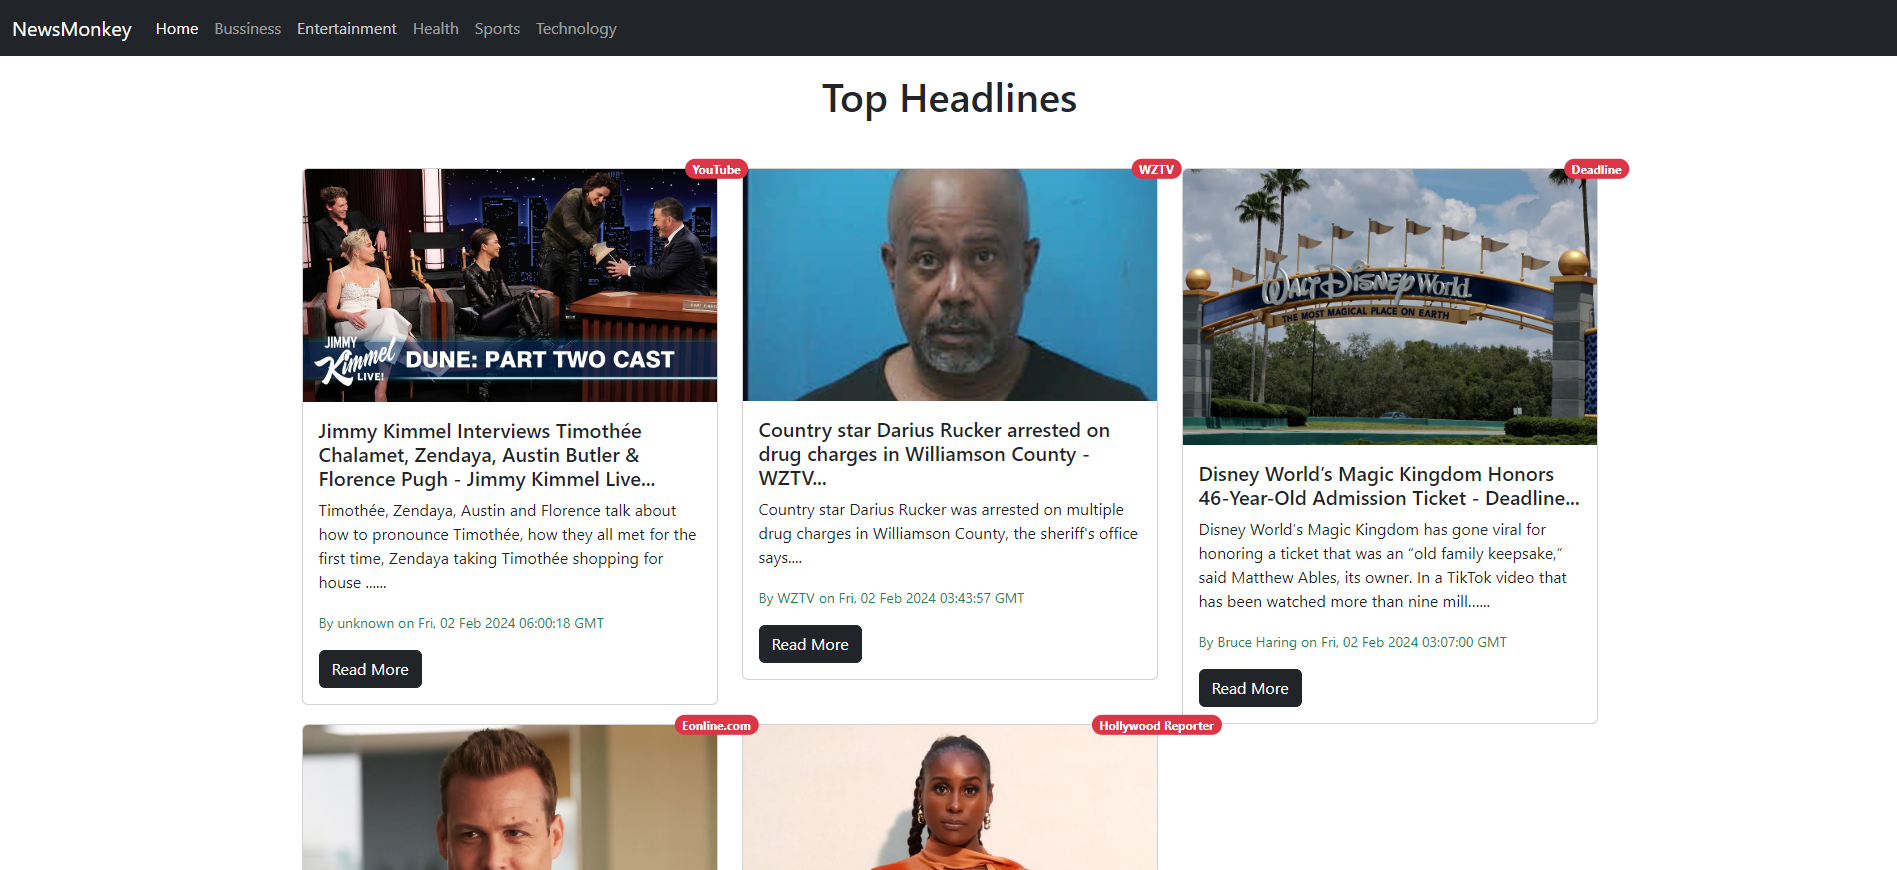 NewsMonkey Home Bussiness Entertainment Health Sports Technology
Top Headlines
YouTube
JIMMY
Kimmel
LIVE!
DUNE: PART TWO CAST
Jimmy Kimmel Interviews Timothée
Chalamet, Zendaya, Austin Butler &
Florence Pugh - Jimmy Kimmel Live...
Timothée, Zendaya, Austin and Florence talk about
how to pronounce Timothée, how they all met for the
first time, Zendaya taking Timothée shopping for
house ......
By unknown on Fri, 02 Feb 2024 06:00:18 GMT
Read More
WZTV
Country star Darius Rucker arrested on
drug charges in Williamson County -
WZTV...
Country star Darius Rucker was arrested on multiple
drug charges in Williamson County, the sheriff's office
says....
By WZTV on Fri, 02 Feb 2024 03:43:57 GMT
Read More
Deadline
WALT DISNEY World.
THE MOST MAGICAL PLACE ON EARTH
Disney World’s Magic Kingdom Honors
46-Year-Old Admission Ticket - Deadline...
Disney World’s Magic Kingdom has gone viral for
honoring a ticket that was an “old family keepsake,”
said Matthew Ables, its owner. In a TikTok video that
has been watched more than nine mill......
By Bruce Haring on Fri, 02 Feb 2024 03:07:00 GMT
Read More
Eonline.com
Hollywood Reporter